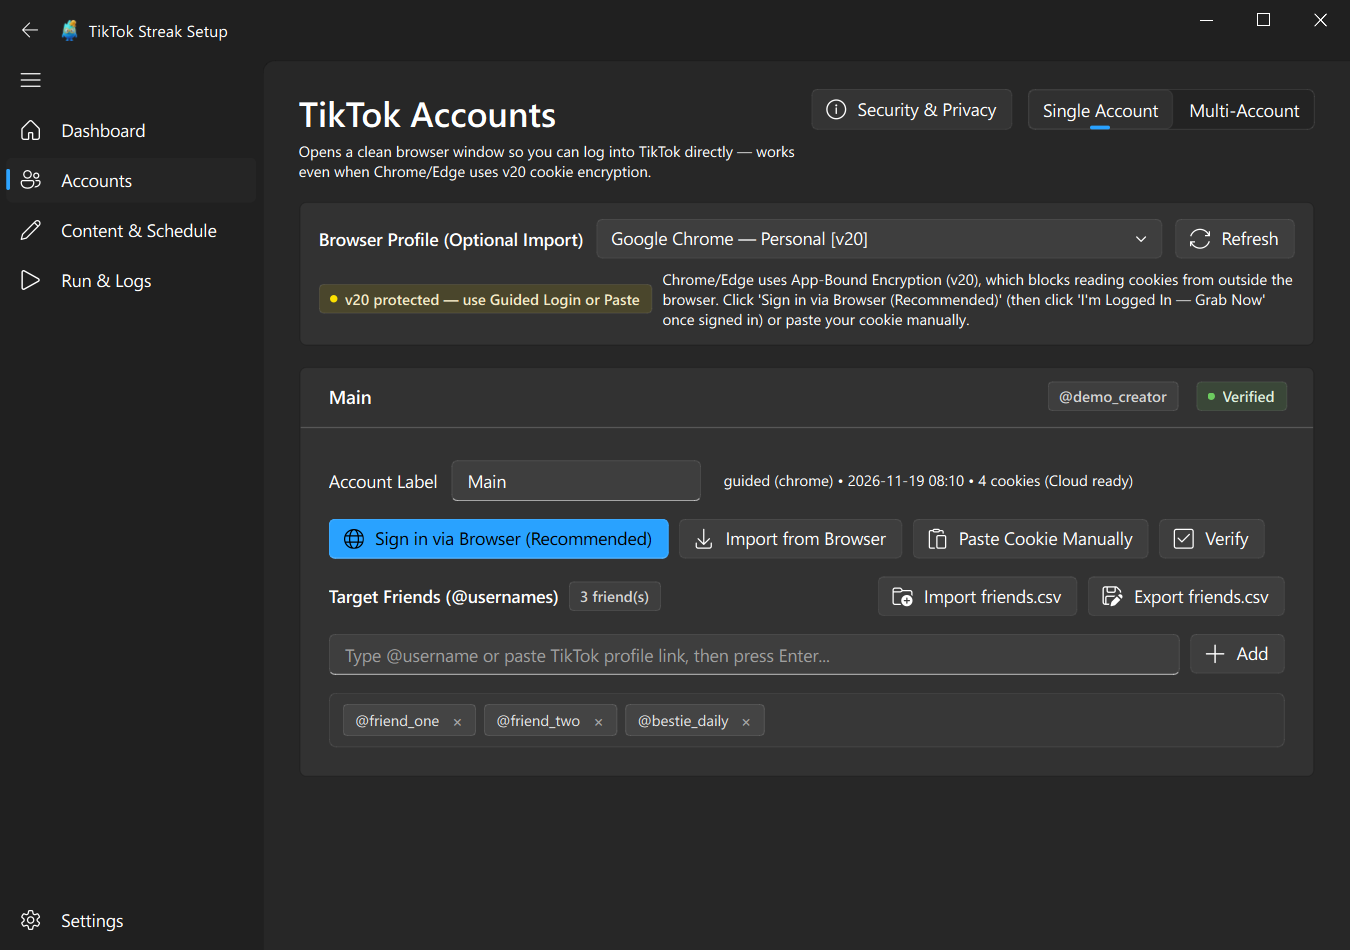 TikTok Streak Setup
Dashboard
Accounts
Content & Schedule
Run & Logs
Settings
TikTok Accounts
Opens a clean browser window so you can log into TikTok directly — works
even when Chrome/Edge uses v20 cookie encryption.
Security & Privacy
Single Account
Multi-Account
Browser Profile (Optional Import)
Google Chrome — Personal [v20]
Refresh
v20 protected — use Guided Login or Paste
Chrome/Edge uses App-Bound Encryption (v20), which blocks reading cookies from outside the
browser. Click 'Sign in via Browser (Recommended)' (then click 'I'm Logged In — Grab Now'
once signed in) or paste your cookie manually.
Main
@demo_creator
Verified
Account Label
Main
guided (chrome) • 2026-11-19 08:10 • 4 cookies (Cloud ready)
Sign in via Browser (Recommended)
Import from Browser
Paste Cookie Manually
Verify
Target Friends (@usernames)
3 friend(s)
Import friends.csv
Export friends.csv
Type @username or paste TikTok profile link, then press Enter...
Add
@friend_one ×
@friend_two ×
@bestie_daily ×